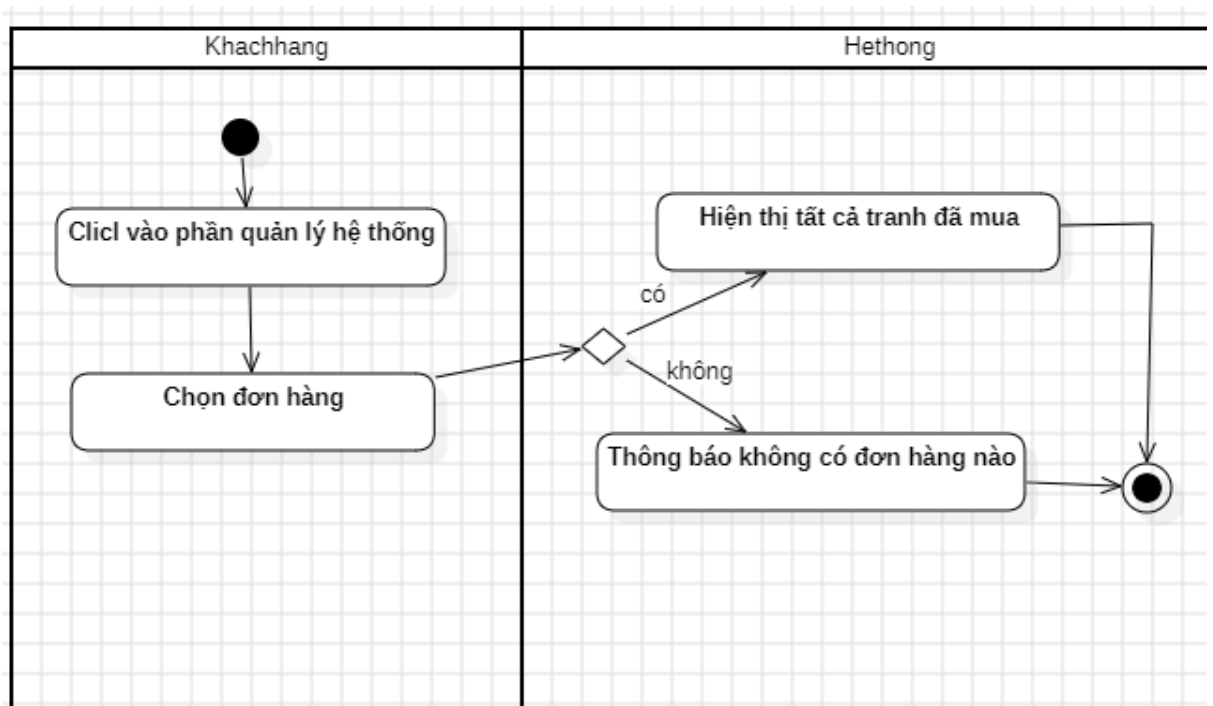 Khachhang
Hethong
Clicl vào phần quản lý hệ thống
Chọn đơn hàng
Hiện thị tất cả tranh đã mua
có
không
Thông báo không có đơn hàng nào